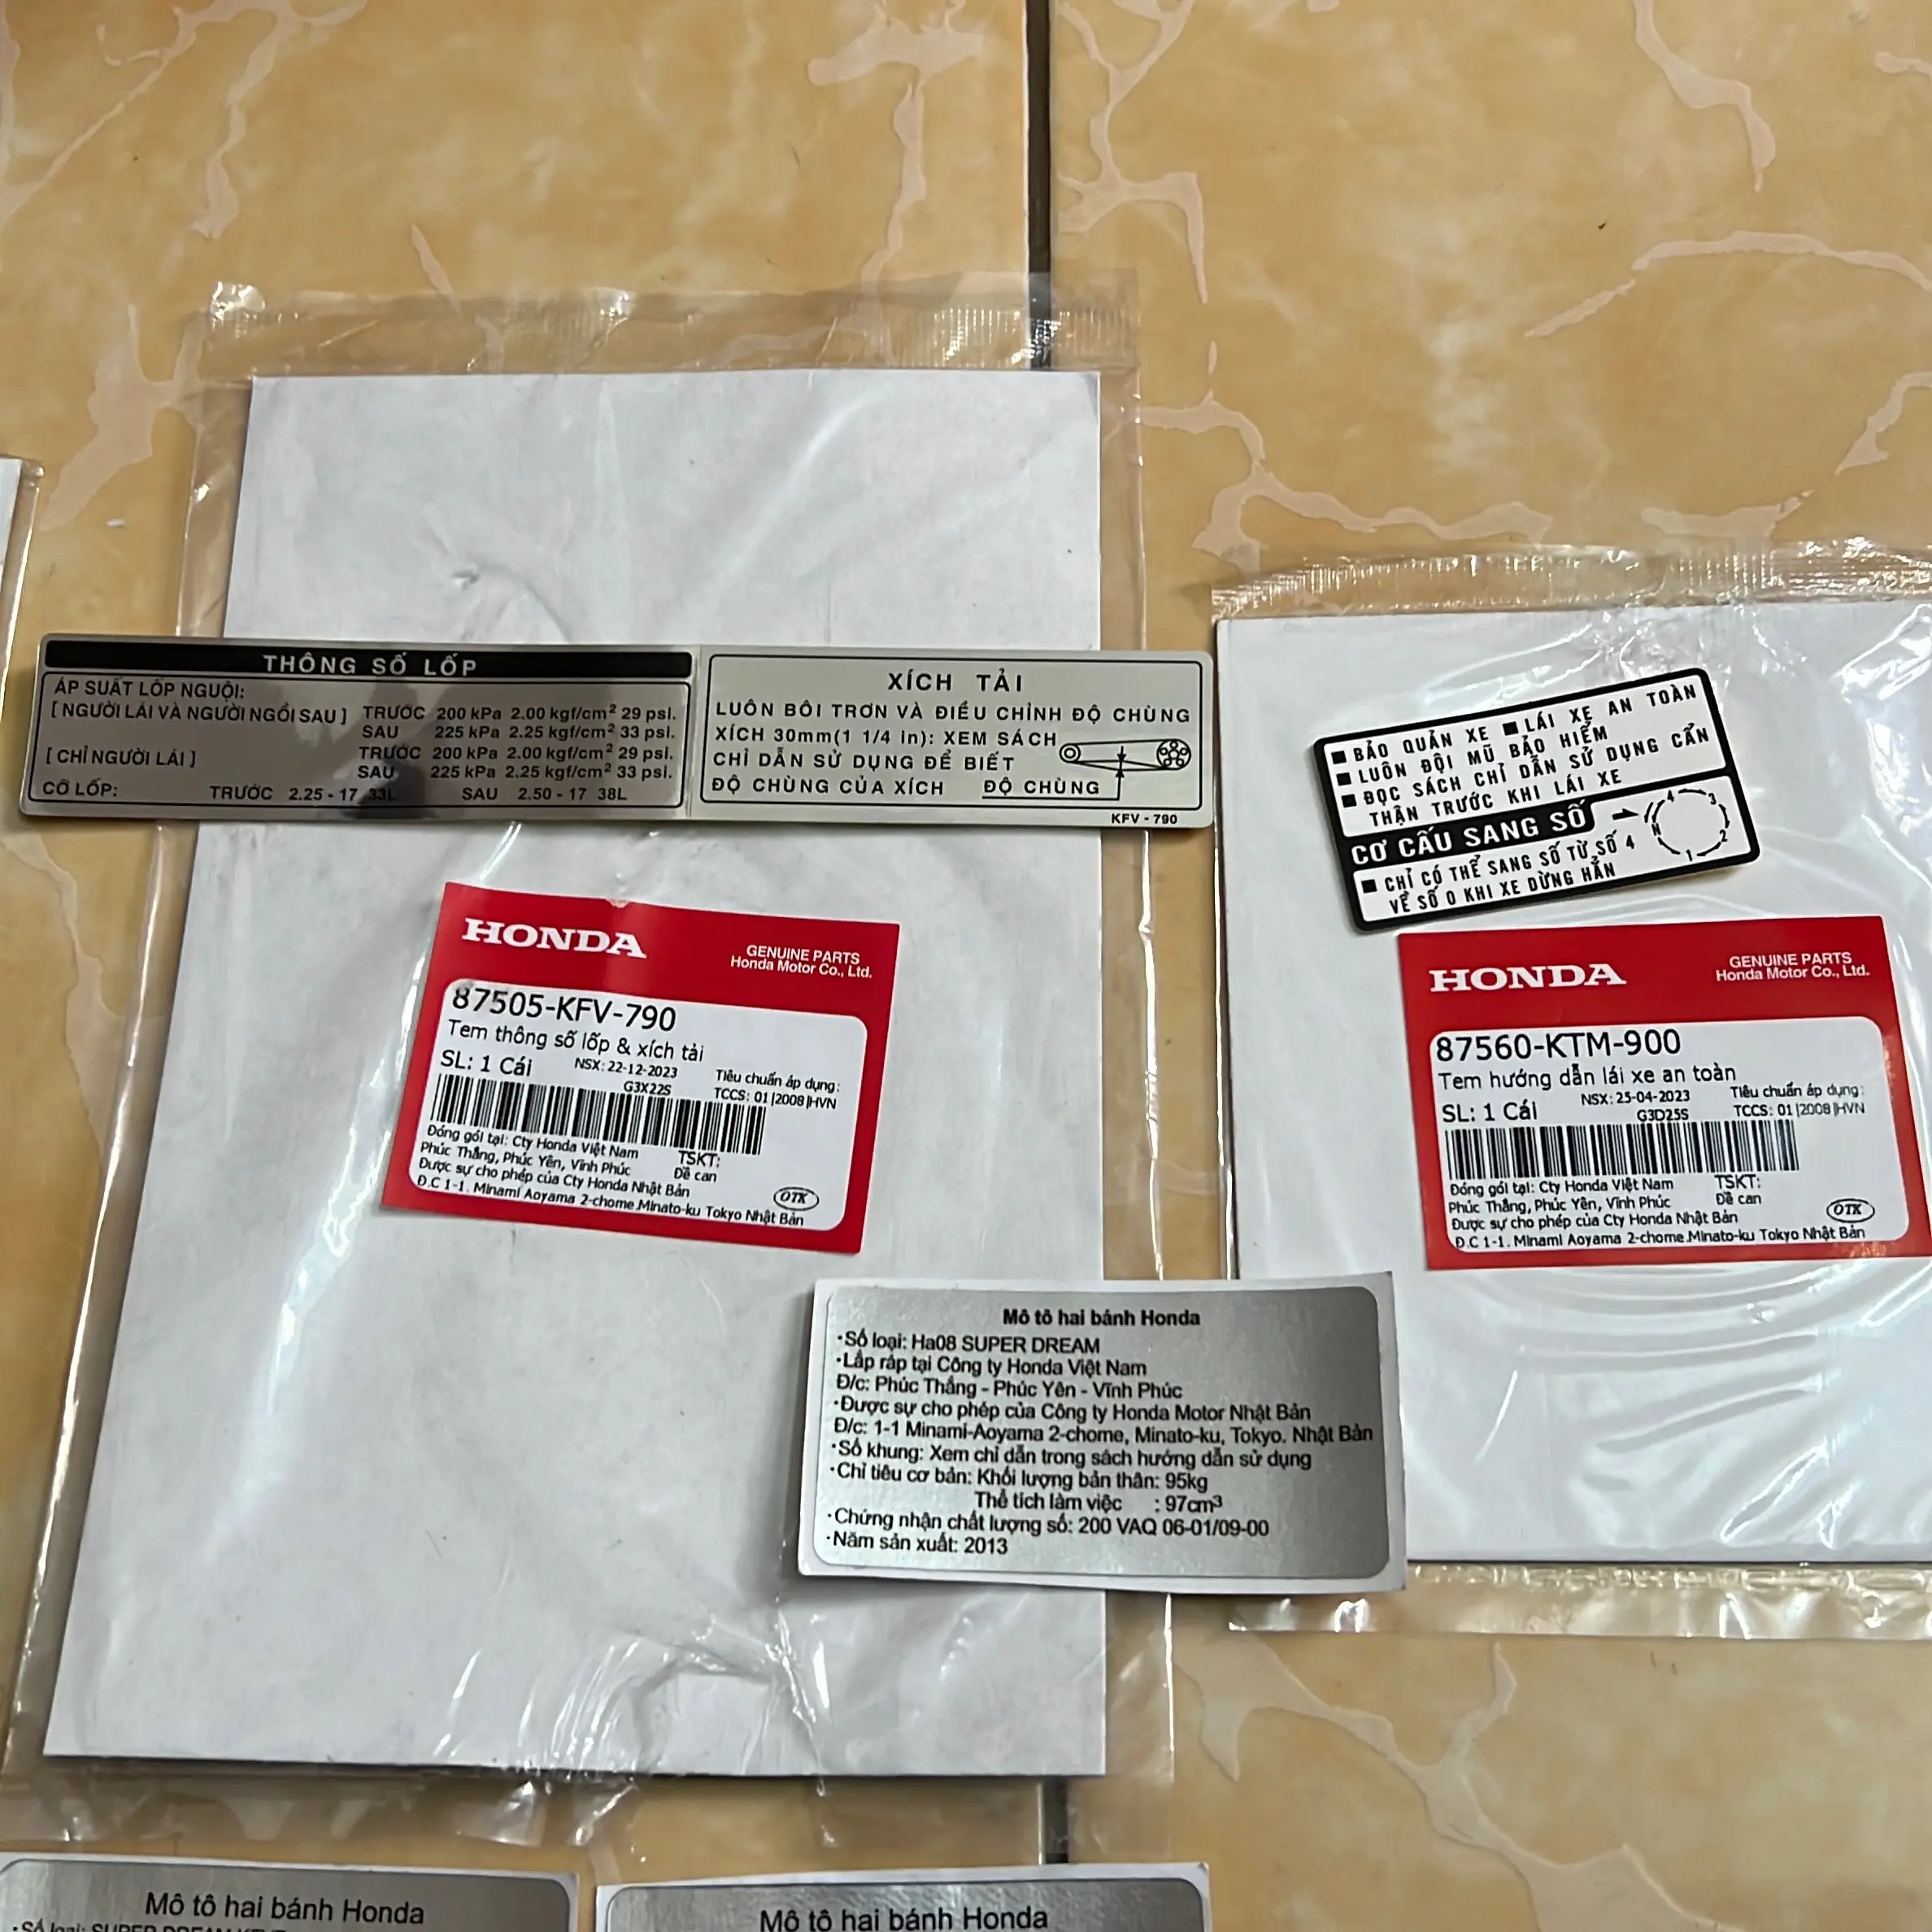 THÔNG SỐ LỐP
ÁP SUẤT LỐP NGUỘI:
[ NGƯỜI LÁI VÀ NGƯỜI NGỒI SAU ] TRƯỚC 200 kPa 2.00 kgf/cm² 29 psi.
SAU 225 kPa 2.25 kgf/cm² 33 psi.
[ CHỈ NGƯỜI LÁI ] TRƯỚC 200 kPa 2.00 kgf/cm² 29 psi.
SAU 225 kPa 2.25 kgf/cm² 33 psi.
CỠ LỐP: TRƯỚC 2.25 - 17 33L SAU 2.50 - 17 38L
XÍCH TẢI
LUÔN BÔI TRƠN VÀ ĐIỀU CHỈNH ĐỘ CHÙNG
XÍCH 30mm(1 1/4 in): XEM SÁCH
CHỈ DẪN SỬ DỤNG ĐỂ BIẾT
ĐỘ CHÙNG CỦA XÍCH ĐỘ CHÙNG
KFV - 790
HONDA
GENUINE PARTS
Honda Motor Co., Ltd.
87505-KFV-790
Tem thông số lốp & xích tải
SL: 1 Cái NSX: 22-12-2023 Tiêu chuẩn áp dụng:
G3X22S TCCS: 01|2008|HVN
Đóng gói tại: Cty Honda Việt Nam TSKT:
Phúc Thắng, Phúc Yên, Vĩnh Phúc Đề can
Được sự cho phép của Cty Honda Nhật Bản
Đ.C 1-1. Minami Aoyama 2-chome.Minato-ku Tokyo Nhật Bản
OTK
■ BẢO QUẢN XE ■ LÁI XE AN TOÀN
■ LUÔN ĐỘI MŨ BẢO HIỂM
■ ĐỌC SÁCH CHỈ DẪN SỬ DỤNG CẨN
THẬN TRƯỚC KHI LÁI XE
CƠ CẤU SANG SỐ
N 1 2 3 4
■ CHỈ CÓ THỂ SANG SỐ TỪ SỐ 4
VỀ SỐ 0 KHI XE DỪNG HẲN
HONDA
GENUINE PARTS
Honda Motor Co., Ltd.
87560-KTM-900
Tem hướng dẫn lái xe an toàn
SL: 1 Cái NSX: 25-04-2023 Tiêu chuẩn áp dụng:
G3D25S TCCS: 01|2008|HVN
Đóng gói tại: Cty Honda Việt Nam TSKT:
Phúc Thắng, Phúc Yên, Vĩnh Phúc Đề can
Được sự cho phép của Cty Honda Nhật Bản
Đ.C 1-1. Minami Aoyama 2-chome.Minato-ku Tokyo Nhật Bản
OTK
Mô tô hai bánh Honda
·Số loại: Ha08 SUPER DREAM
·Lắp ráp tại Công ty Honda Việt Nam
Đ/c: Phúc Thắng - Phúc Yên - Vĩnh Phúc
·Được sự cho phép của Công ty Honda Motor Nhật Bản
Đ/c: 1-1 Minami-Aoyama 2-chome, Minato-ku, Tokyo. Nhật Bản
·Số khung: Xem chỉ dẫn trong sách hướng dẫn sử dụng
·Chỉ tiêu cơ bản: Khối lượng bản thân: 95kg
Thể tích làm việc : 97cm³
·Chứng nhận chất lượng số: 200 VAQ 06-01/09-00
·Năm sản xuất: 2013
Mô tô hai bánh Honda
·Số loại: SUPER DREAM
Mô tô hai bánh Honda